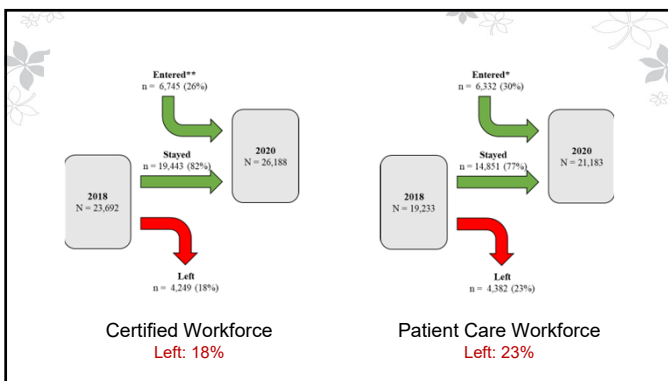 Entered**
n = 6,745 (26%)
2020
N = 26,188
Stayed
n = 19,443 (82%)
2018
N = 23,692
Left
n = 4,249 (18%)
Certified Workforce
Left: 18%
Entered*
n = 6,332 (30%)
2020
N = 21,183
Stayed
n = 14,851 (77%)
2018
N = 19,233
Left
n = 4,382 (23%)
Patient Care Workforce
Left: 23%